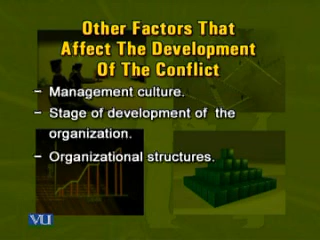 Other Factors That
Affect The Development
Of The Conflict
– Management culture.
– Stage of development of the
organization.
– Organizational structures.
VU